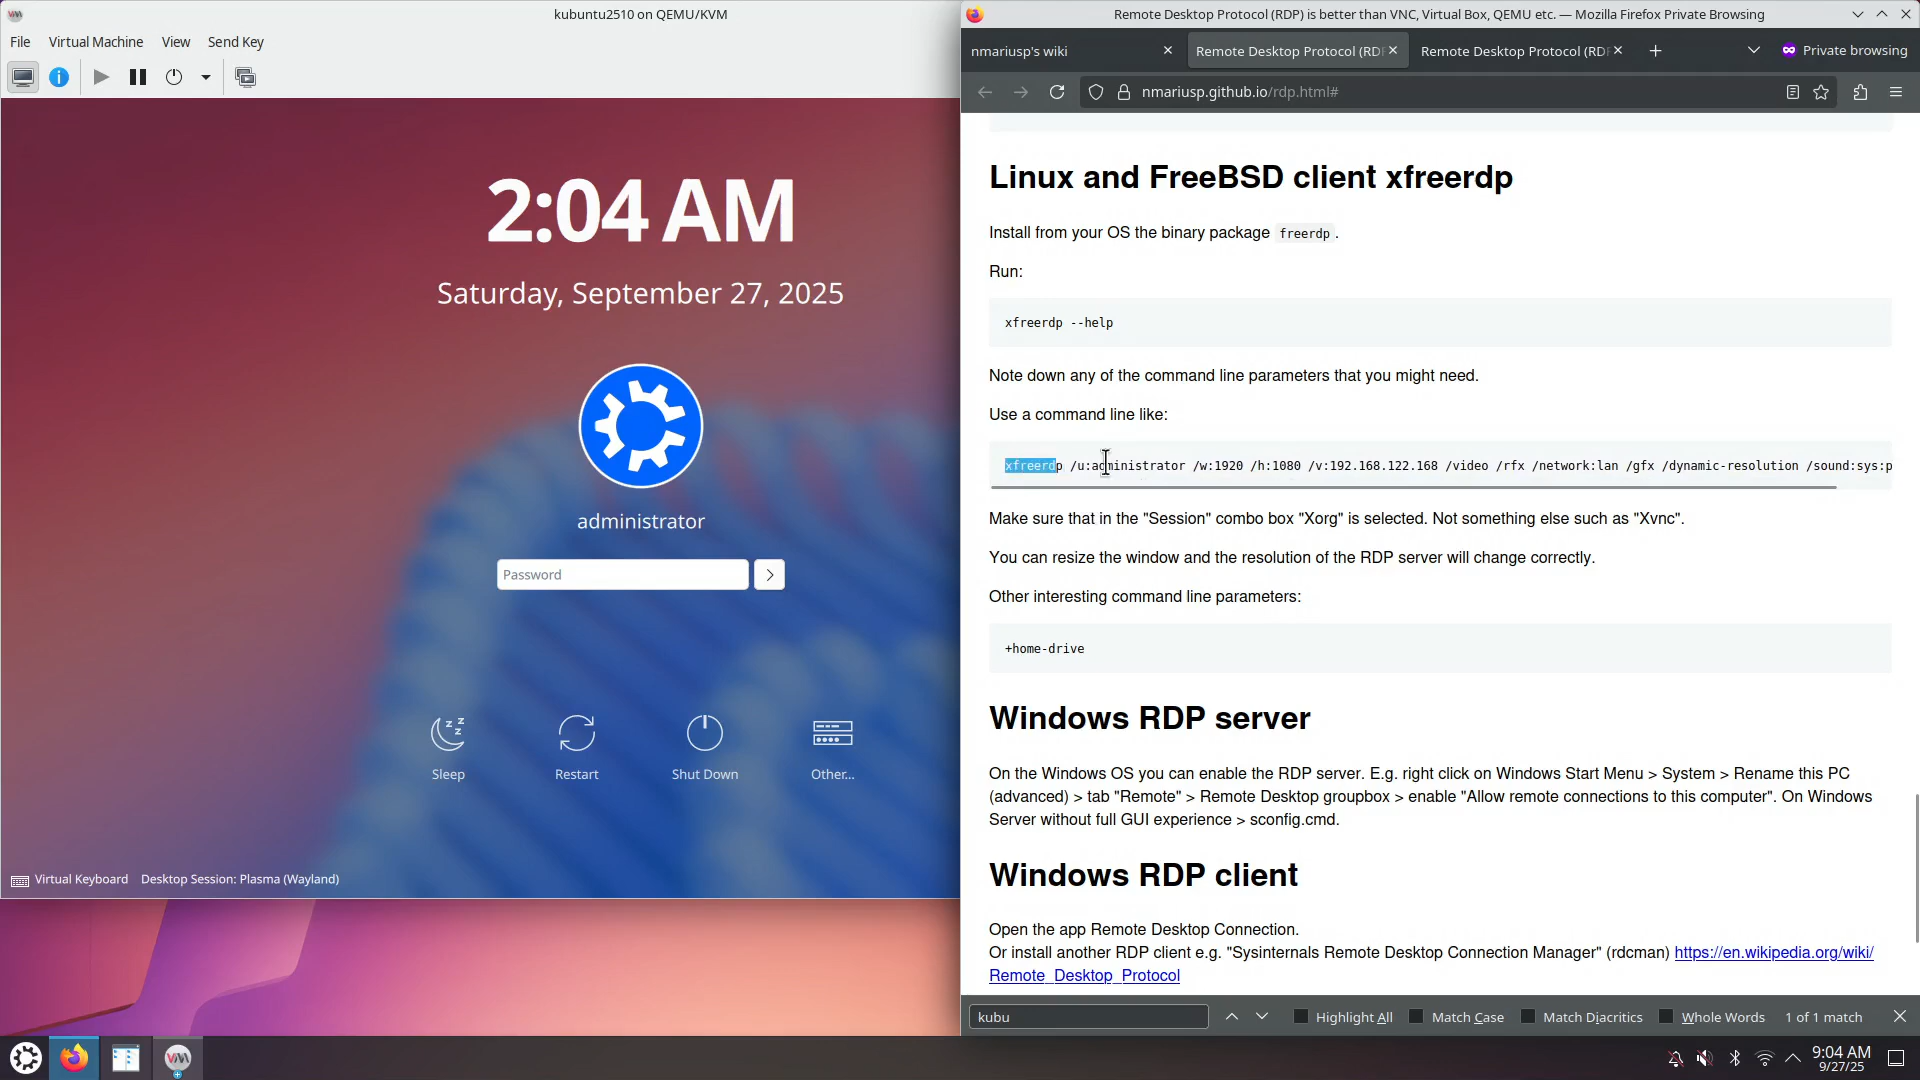 kubuntu2510 on QEMU/KVM
File Virtual Machine View Send Key
2:04 AM
Saturday, September 27, 2025
administrator
Password
Sleep Restart Shut Down Other...
Virtual Keyboard Desktop Session: Plasma (Wayland)
Remote Desktop Protocol (RDP) is better than VNC, Virtual Box, QEMU etc. — Mozilla Firefox Private Browsing
nmariusp's wiki Remote Desktop Protocol (RDP Remote Desktop Protocol (RDP Private browsing
nmariusp.github.io/rdp.html#
Linux and FreeBSD client xfreerdp
Install from your OS the binary package freerdp.
Run:
xfreerdp --help
Note down any of the command line parameters that you might need.
Use a command line like:
xfreerdp /u:administrator /w:1920 /h:1080 /v:192.168.122.168 /video /rfx /network:lan /gfx /dynamic-resolution /sound:sys:p
Make sure that in the "Session" combo box "Xorg" is selected. Not something else such as "Xvnc".
You can resize the window and the resolution of the RDP server will change correctly.
Other interesting command line parameters:
+home-drive
Windows RDP server
On the Windows OS you can enable the RDP server. E.g. right click on Windows Start Menu > System > Rename this PC
(advanced) > tab "Remote" > Remote Desktop groupbox > enable "Allow remote connections to this computer". On Windows
Server without full GUI experience > sconfig.cmd.
Windows RDP client
Open the app Remote Desktop Connection.
Or install another RDP client e.g. "Sysinternals Remote Desktop Connection Manager" (rdcman) https://en.wikipedia.org/wiki/
Remote_Desktop_Protocol
kubu Highlight All Match Case Match Diacritics Whole Words 1 of 1 match
9:04 AM
9/27/25